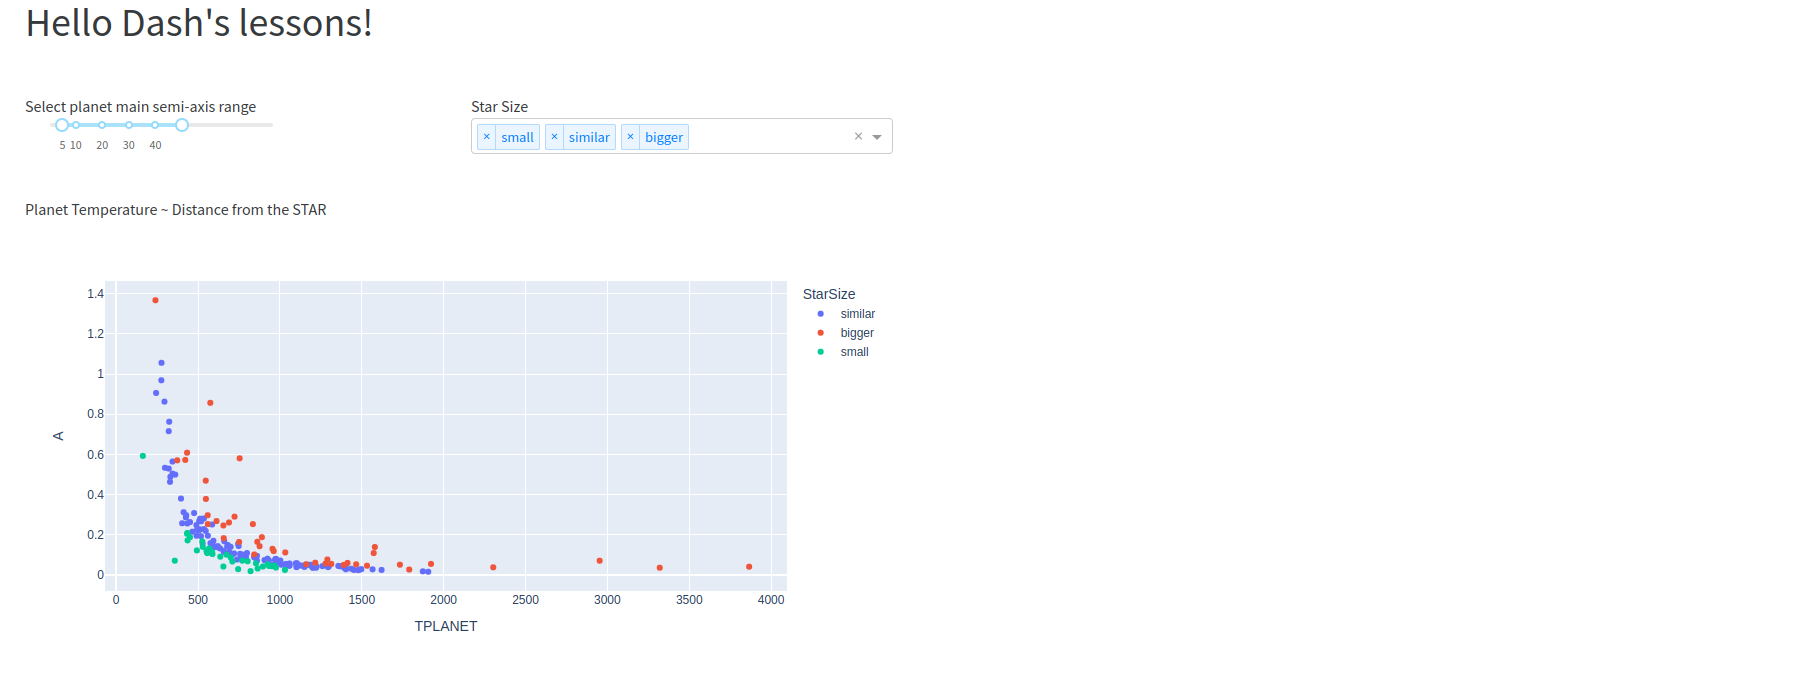 Hello Dash's lessons!
Select planet main semi-axis range
5 10 20 30 40
Star Size
× small × similar × bigger ×
Planet Temperature ~ Distance from the STAR
1.4
1.2
1
0.8
0.6
0.4
0.2
0
A
0 500 1000 1500 2000 2500 3000 3500 4000
TPLANET
StarSize
similar
bigger
small